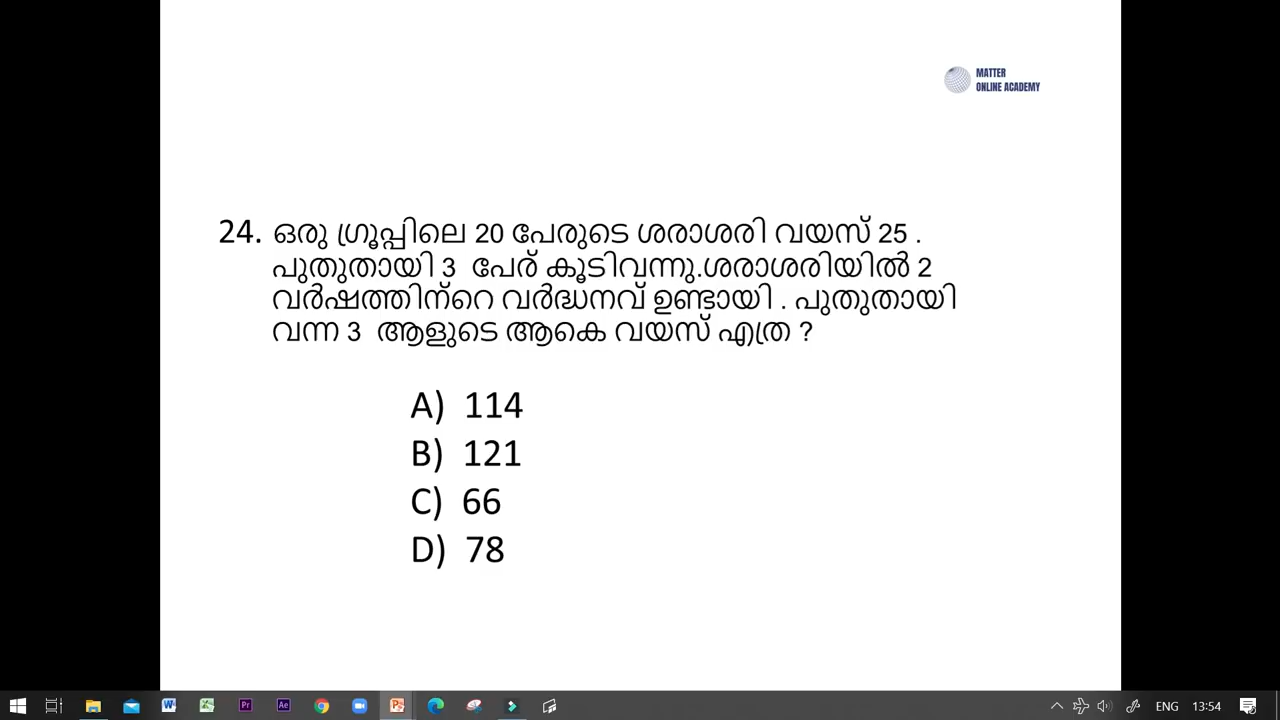 MATTER
ONLINE ACADEMY
24. ഒരു ഗ്രൂപ്പിലെ 20 പേരുടെ ശരാശരി വയസ് 25 .
പുതുതായി 3 പേര് കൂടിവന്നു.ശരാശരിയിൽ 2
വർഷത്തിന്റെ വർദ്ധനവ് ഉണ്ടായി . പുതുതായി
വന്ന 3 ആളുടെ ആകെ വയസ് എത്ര ?
A) 114
B) 121
C) 66
D) 78
ENG 13:54